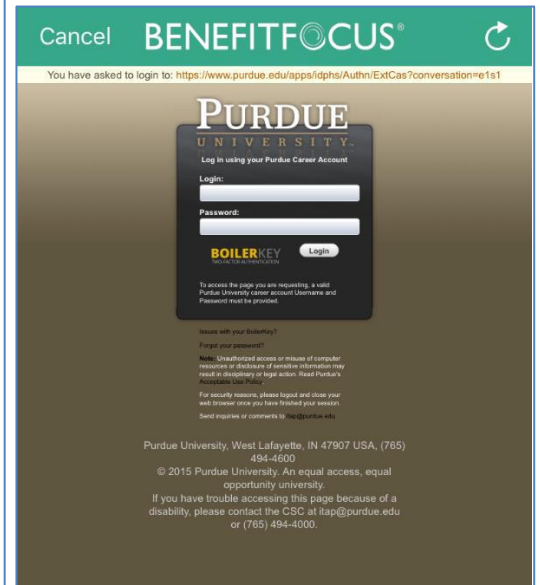 Cancel BENEFITFOCUS®
You have asked to login to: https://www.purdue.edu/apps/idphs/Authn/ExtCas?conversation=e1s1
PURDUE
UNIVERSITY
Log in using your Purdue Career Account
Login:
Password:
BOILERKEY Login
TWO-FACTOR AUTHENTICATION
To access the page you are requesting, a valid
Purdue University career account Username and
Password must be provided.
Issues with your BoilerKey?
Forgot your password?
Note: Unauthorized access or misuse of computer
resources or disclosure of sensitive information may
result in disciplinary or legal action. Read Purdue's
Acceptable Use Policy.
For security reasons, please logout and close your
web browser once you have finished your session.
Send inquiries or comments to itap@purdue.edu
Purdue University, West Lafayette, IN 47907 USA, (765)
494-4600
© 2015 Purdue University. An equal access, equal
opportunity university.
If you have trouble accessing this page because of a
disability, please contact the CSC at itap@purdue.edu
or (765) 494-4000.